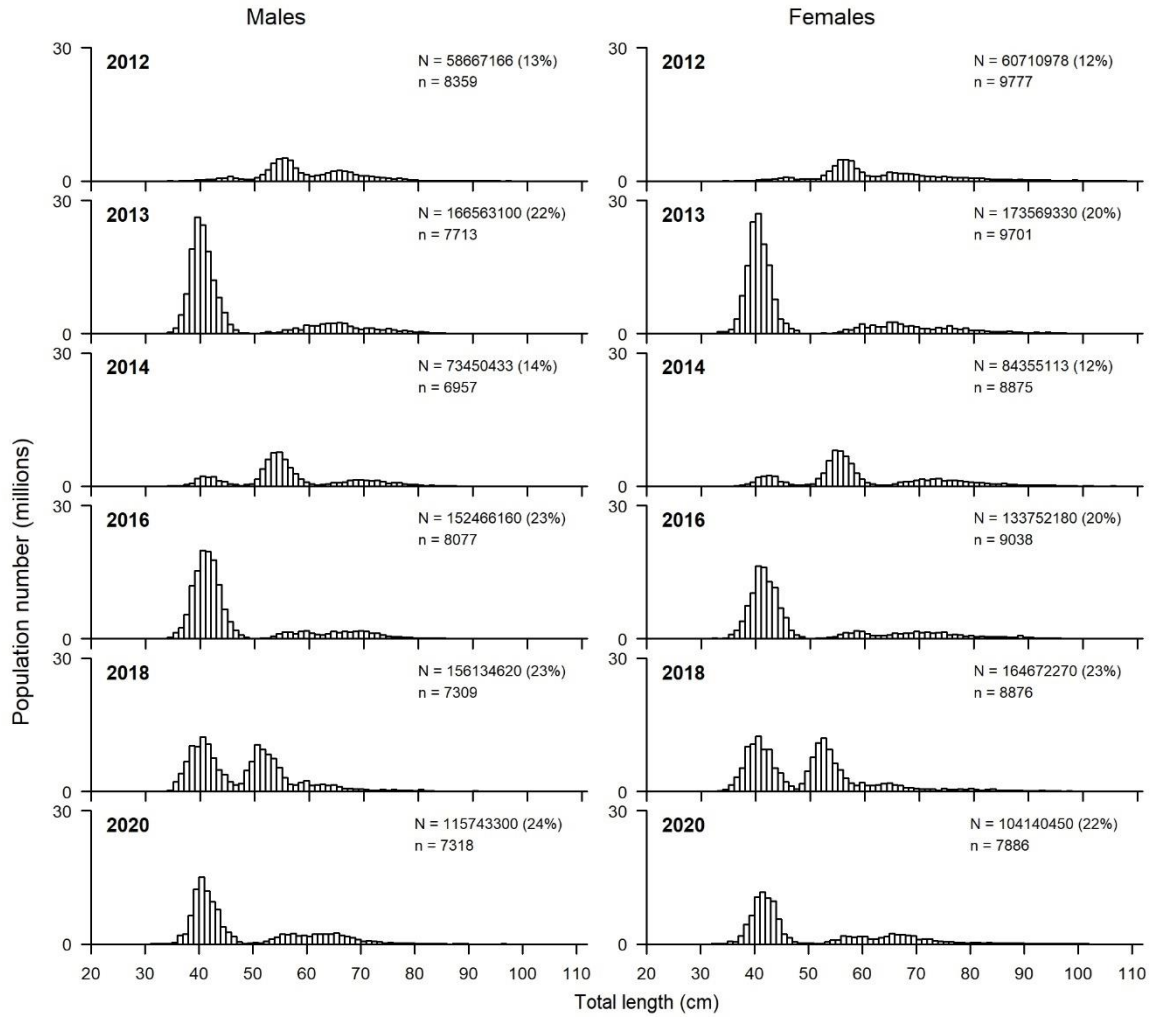 Males Females
30 2012 N = 58667166 (13%) 30 2012 N = 60710978 (12%)
n = 8359 n = 9777
0 0
30 2013 N = 166563100 (22%) 30 2013 N = 173569330 (20%)
n = 7713 n = 9701
0 0
30 2014 N = 73450433 (14%) 30 2014 N = 84355113 (12%)
n = 6957 n = 8875
0 0
Population number (millions)
30 2016 N = 152466160 (23%) 30 2016 N = 133752180 (20%)
n = 8077 n = 9038
0 0
30 2018 N = 156134620 (23%) 30 2018 N = 164672270 (23%)
n = 7309 n = 8876
0 0
30 2020 N = 115743300 (24%) 30 2020 N = 104140450 (22%)
n = 7318 n = 7886
0 0
20 30 40 50 60 70 80 90 100 110 20 30 40 50 60 70 80 90 100 110
Total length (cm)